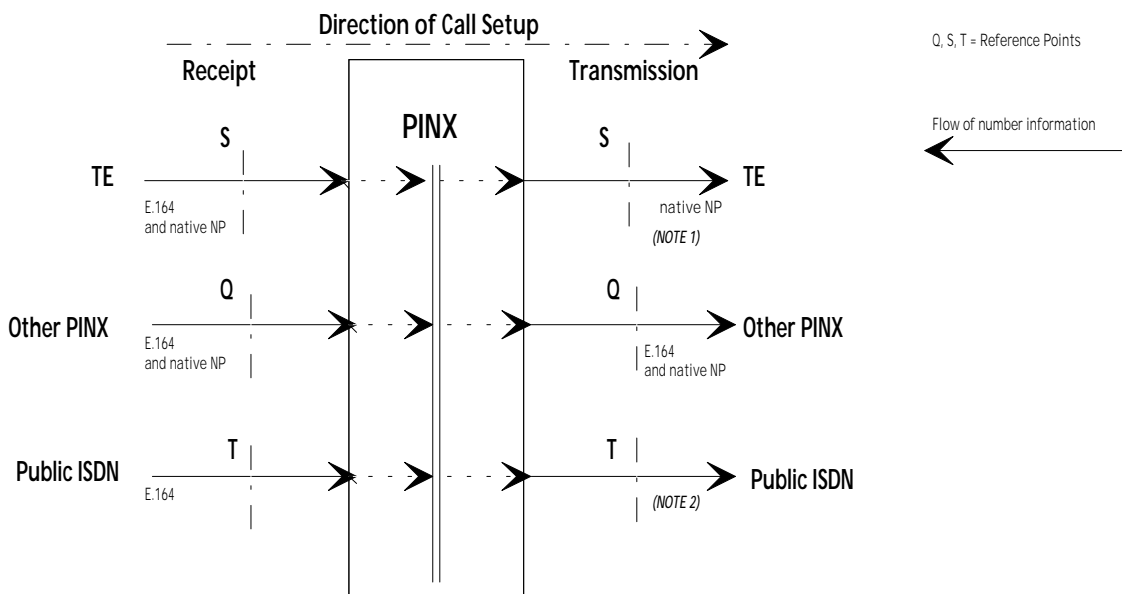 Direction of Call Setup
Q, S, T = Reference Points
Receipt
Transmission
Flow of number information
PINX
S
S
TE
TE
E.164
and native NP
native NP
(NOTE 1)
Q
Q
Other PINX
Other PINX
E.164
and native NP
E.164
and native NP
T
T
Public ISDN
Public ISDN
E.164
(NOTE 2)